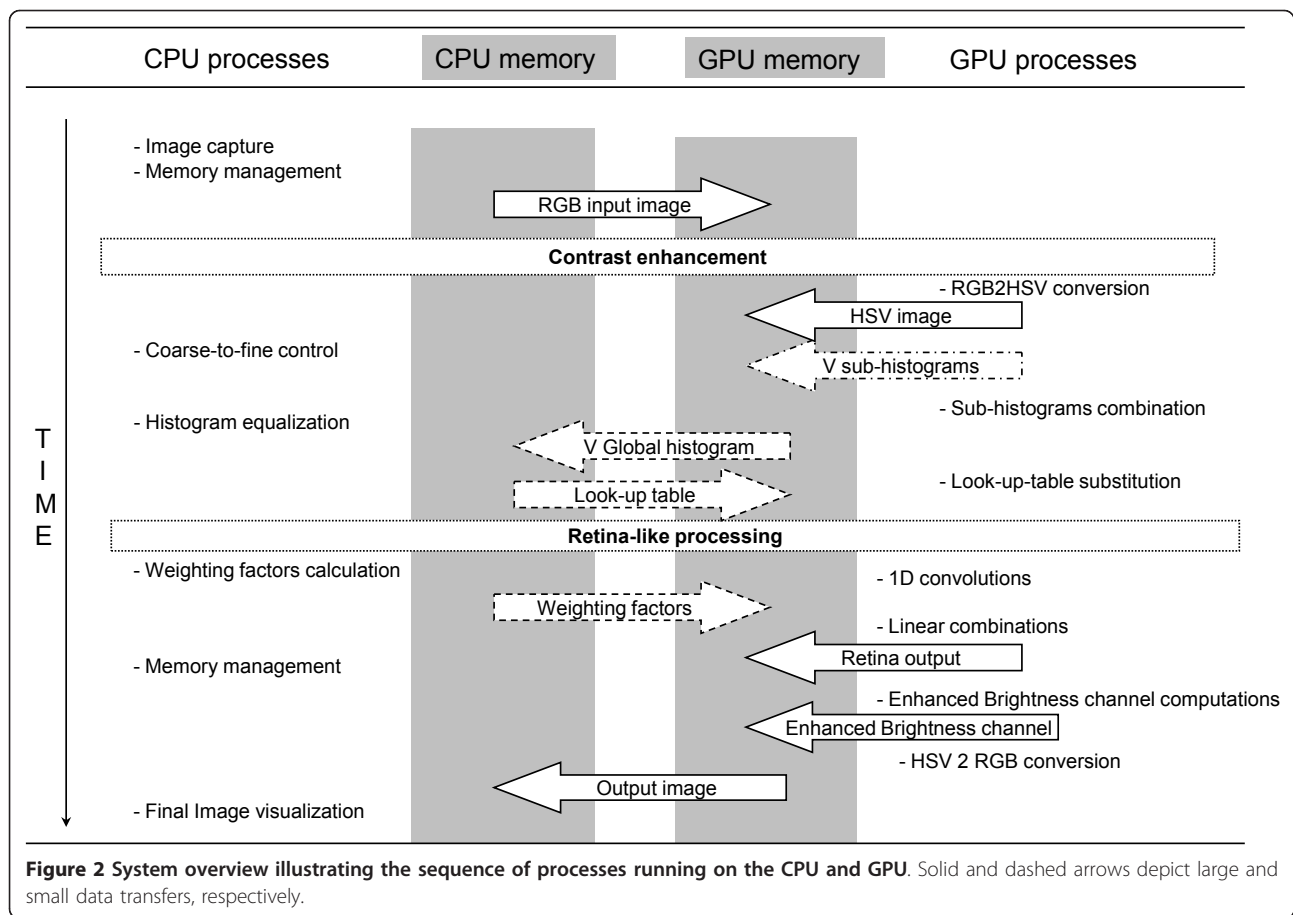 CPU processes CPU memory GPU memory GPU processes
- Image capture
- Memory management
RGB input image
Contrast enhancement
- RGB2HSV conversion
HSV image
- Coarse-to-fine control
V sub-histograms
- Sub-histograms combination
- Histogram equalization
V Global histogram
- Look-up-table substitution
Look-up table
T
I
M
E
Retina-like processing
- Weighting factors calculation
- 1D convolutions
Weighting factors
- Linear combinations
Retina output
- Memory management
- Enhanced Brightness channel computations
Enhanced Brightness channel
- HSV 2 RGB conversion
Output image
- Final Image visualization
Figure 2 System overview illustrating the sequence of processes running on the CPU and GPU. Solid and dashed arrows depict large and
small data transfers, respectively.